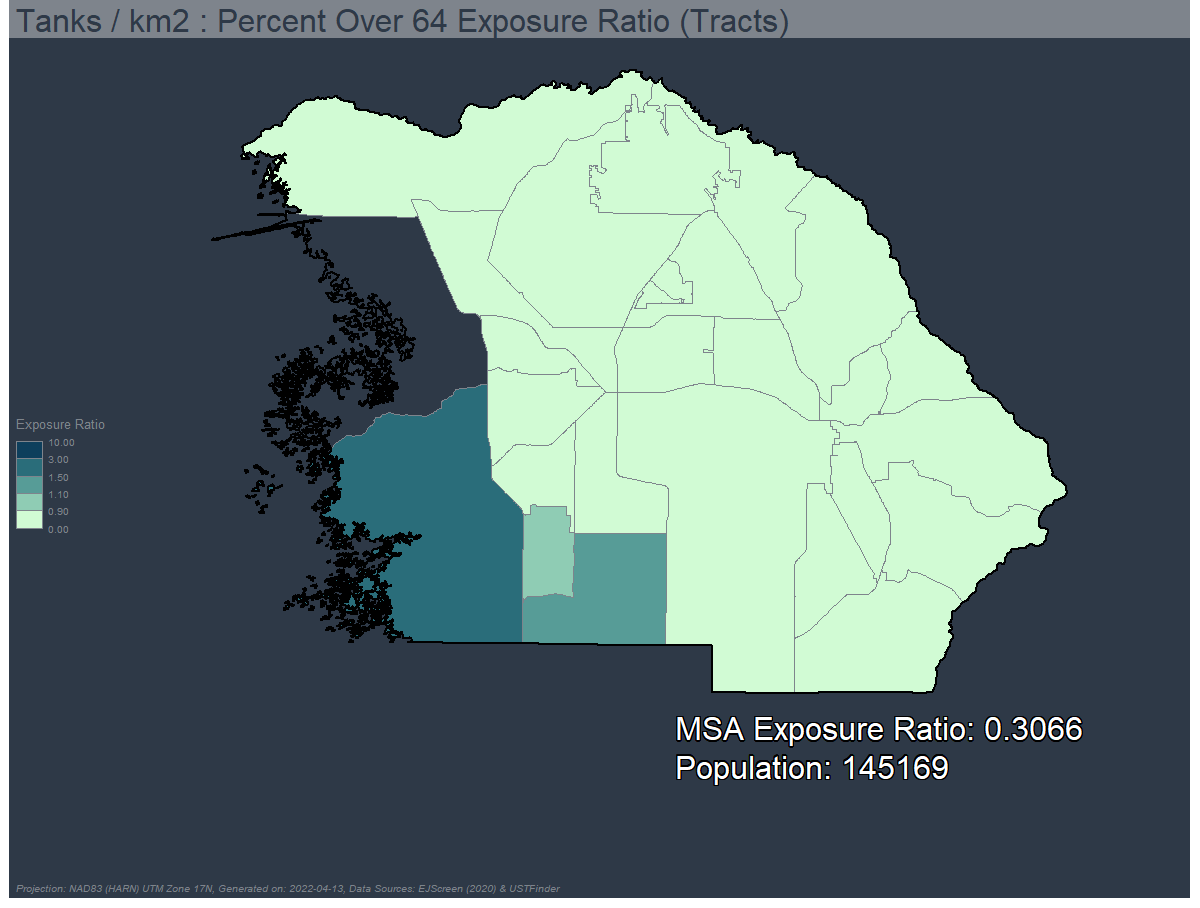 Tanks / km2 : Percent Over 64 Exposure Ratio (Tracts)
Exposure Ratio
10.00
3.00
1.50
1.10
0.90
0.00
MSA Exposure Ratio: 0.3066
Population: 145169
Projection: NAD83 (HARN) UTM Zone 17N, Generated on: 2022-04-13, Data Sources: EJScreen (2020) & USTFinder